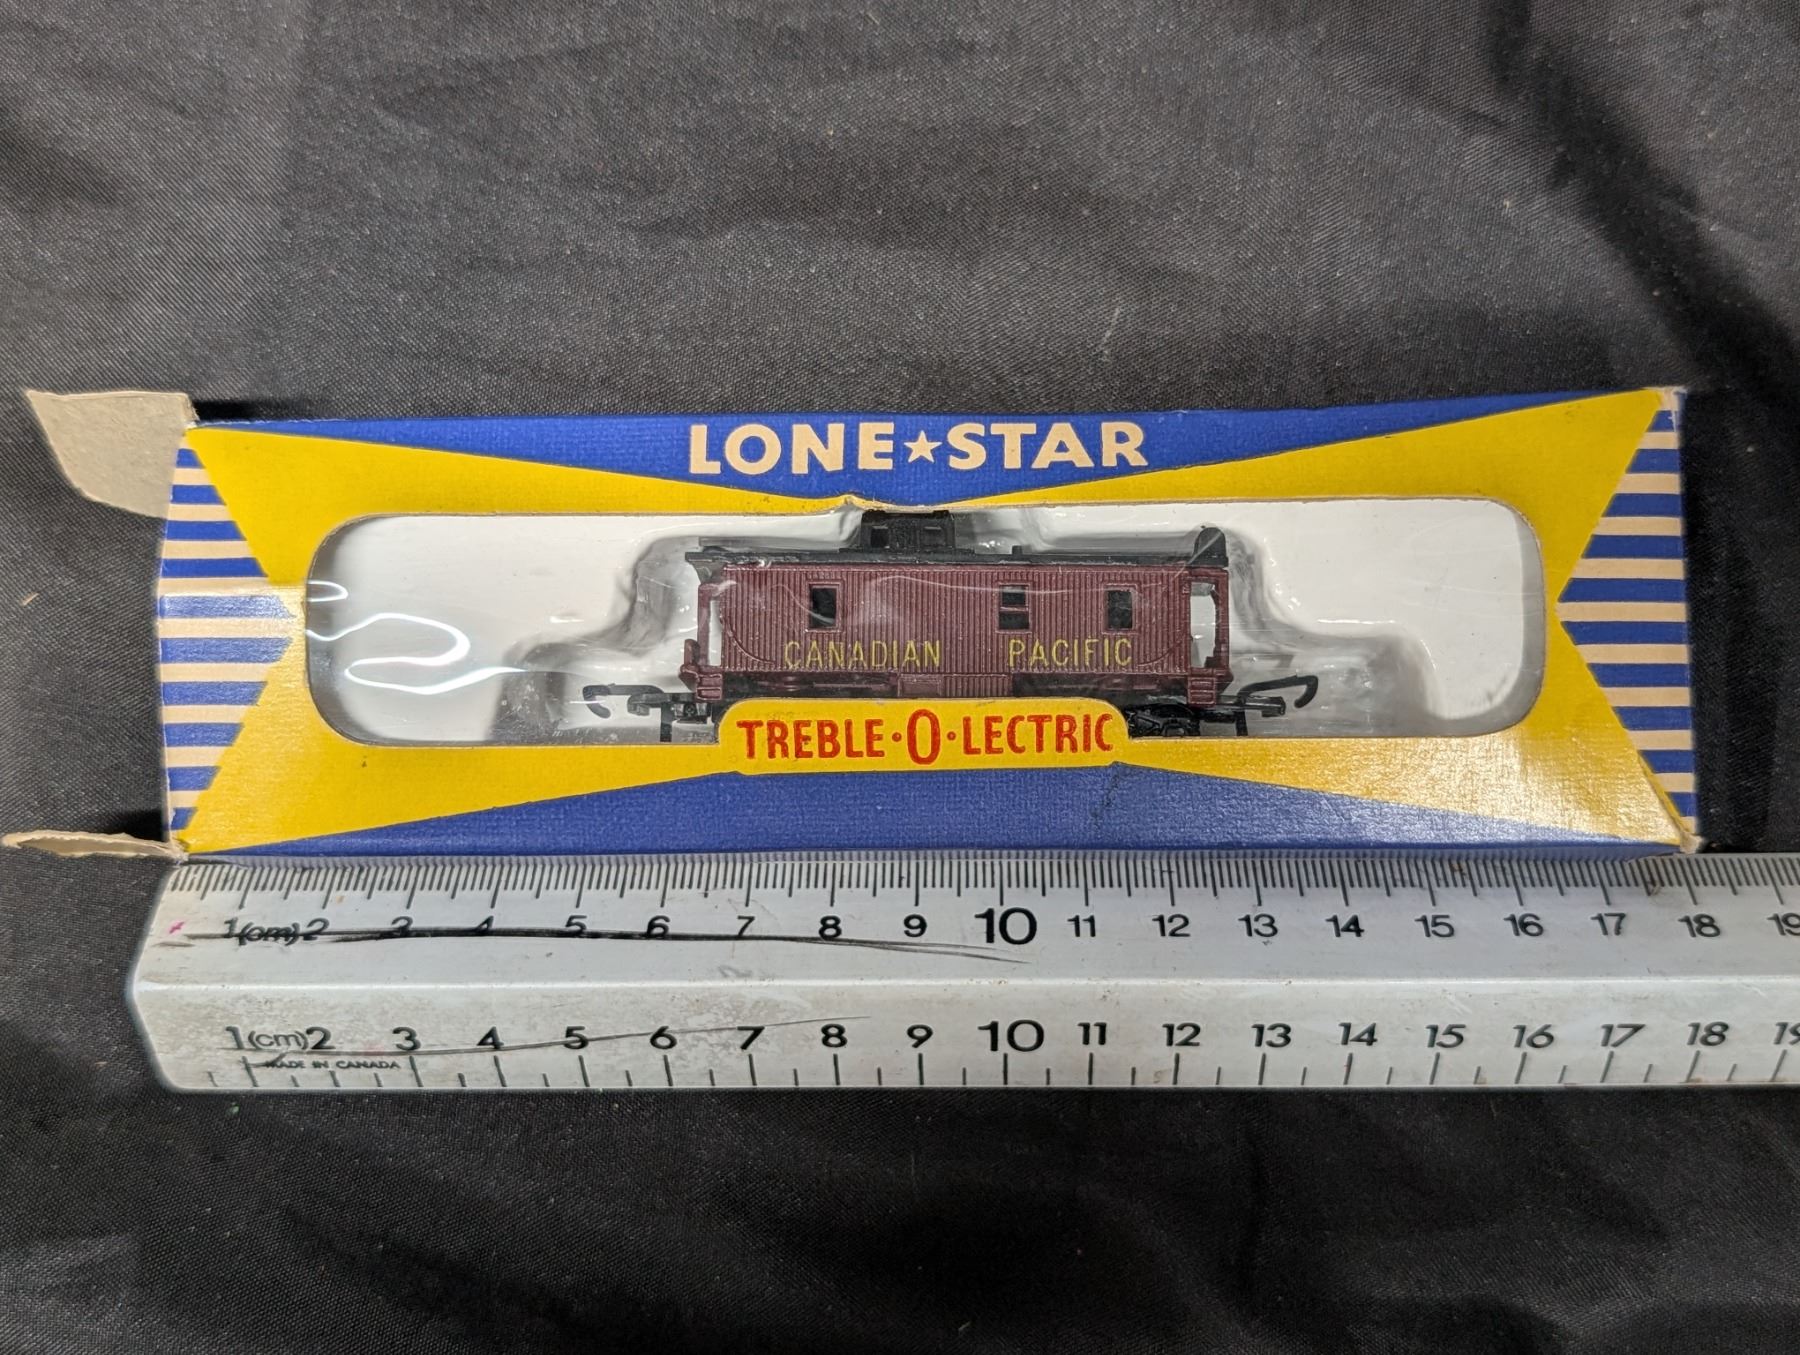 LONE★STAR
CANADIAN PACIFIC
TREBLE·O·LECTRIC
1(cm)2 3 4 5 6 7 8 9 10 11 12 13 14 15 16 17 18 19
1(cm)2 3 4 5 6 7 8 9 10 11 12 13 14 15 16 17 18 19
MADE IN CANADA